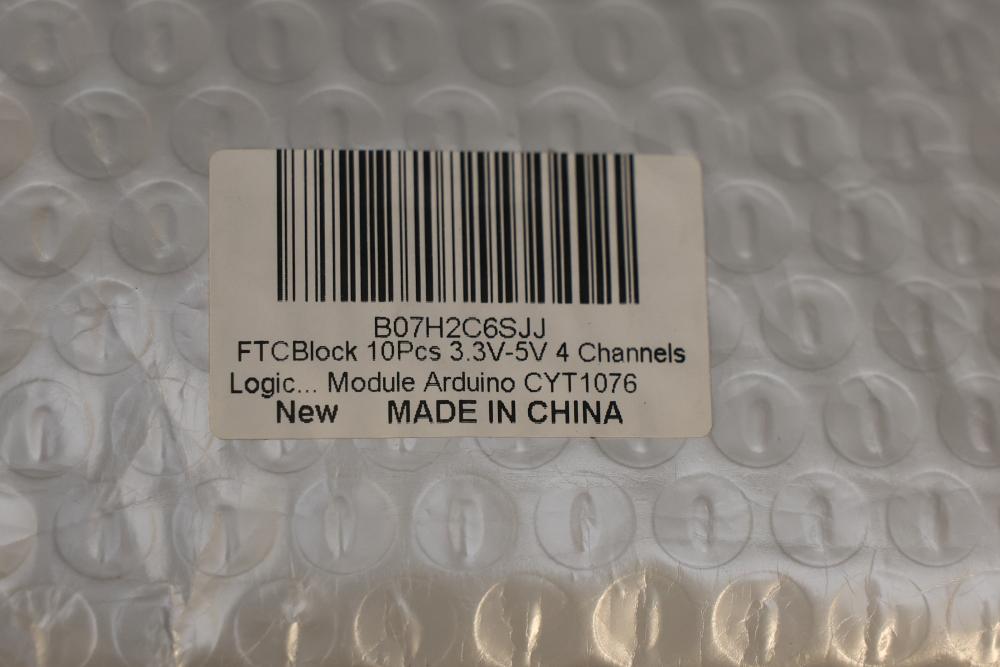 B07H2C6SJJ
FTCBlock 10Pcs 3.3V-5V 4 Channels
Logic... Module Arduino CYT1076
New MADE IN CHINA